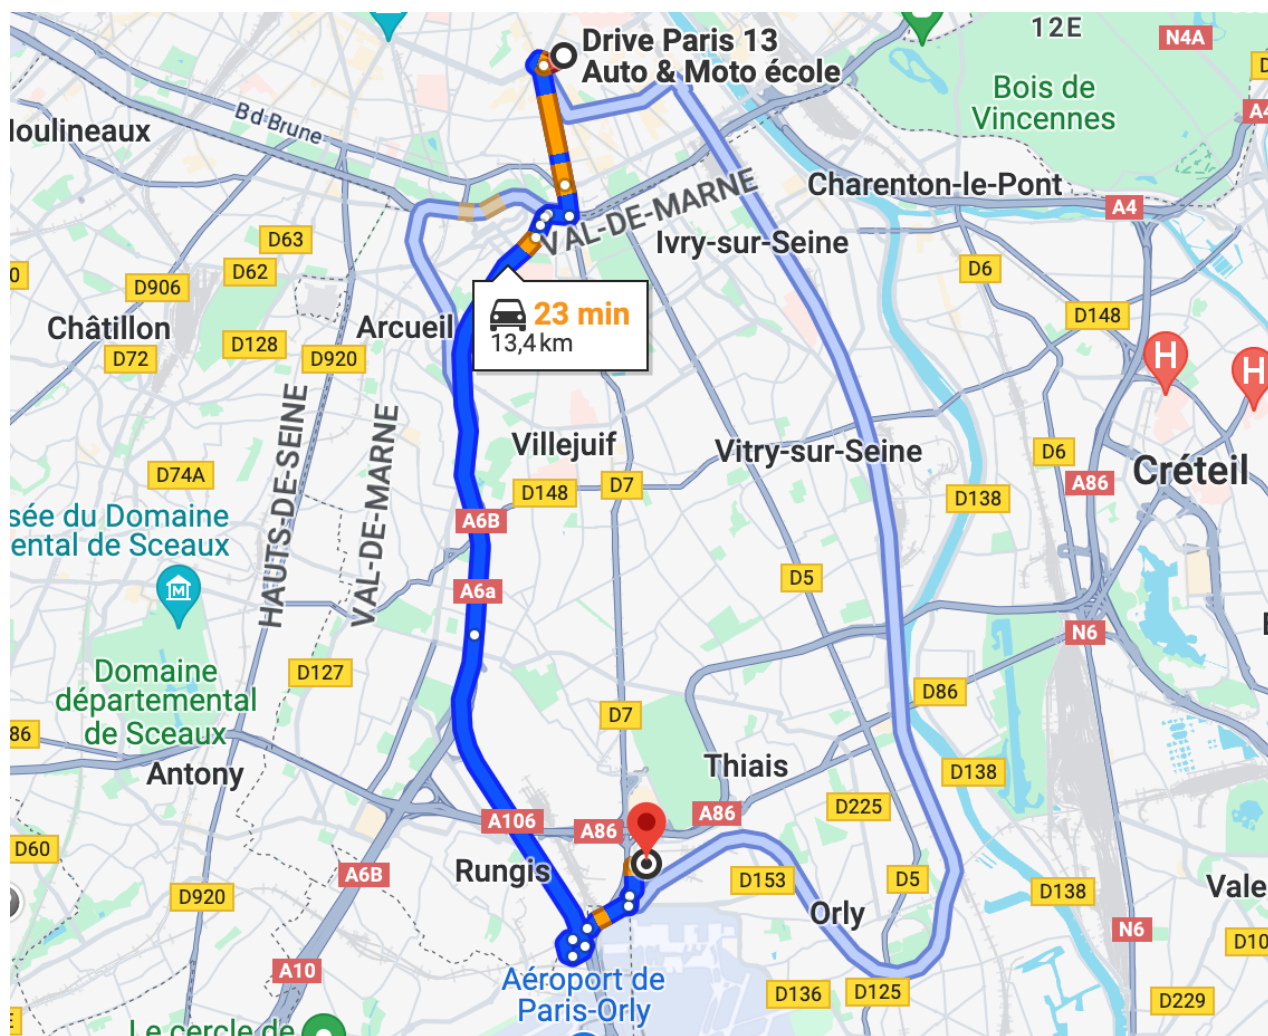 Drive Paris 13
Auto & Moto école
12E
N4A
Bois de
Vincennes
Bd Brune
A4
Charenton-le-Pont
A4
VAL-DE-MARNE
Ivry-sur-Seine
D63
D62
D906
D6
D148
23 min
13,4 km
Châtillon
Arcueil
D72
D128
D920
H
H
HAUTS-DE-SEINE
VAL-DE-MARNE
Villejuif
Vitry-sur-Seine
D6
Créteil
D74A
D148
D7
A86
D138
A6B
sée du Domaine
ental de Sceaux
A6a
D5
M
N6
Domaine
départemental
de Sceaux
D127
D86
D7
86
Antony
Thiais
D138
D225
A106
A86
A86
D60
Rungis
A6B
D920
D153
D5
D138
Vale
Orly
N6
D10
A10
Aéroport de
Paris-Orly
D136
D125
D229
Le cercle de